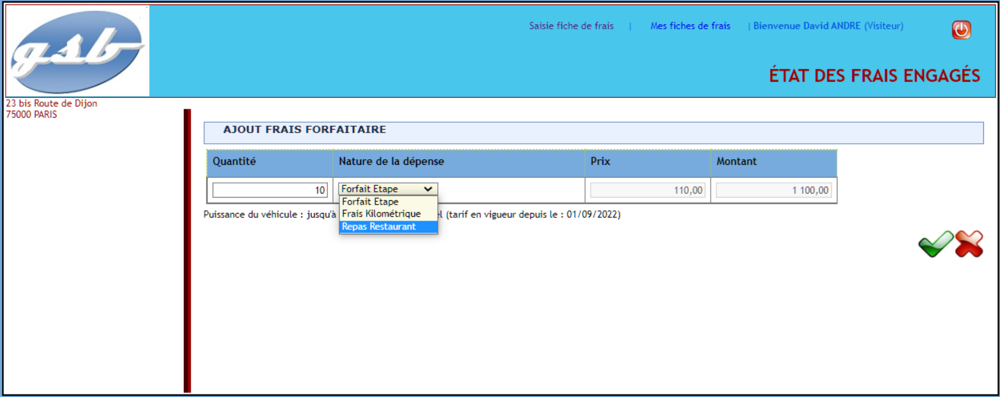 gsb
Saisie fiche de frais | Mes fiches de frais | Bienvenue David ANDRE (Visiteur)
ÉTAT DES FRAIS ENGAGÉS
23 bis Route de Dijon
75000 PARIS
AJOUT FRAIS FORFAITAIRE
Quantité Nature de la dépense Prix Montant
10 Forfait Etape 110,00 1 100,00
Forfait Etape
Frais Kilométrique
Repas Restaurant
Puissance du véhicule : jusqu'à (tarif en vigueur depuis le : 01/09/2022)